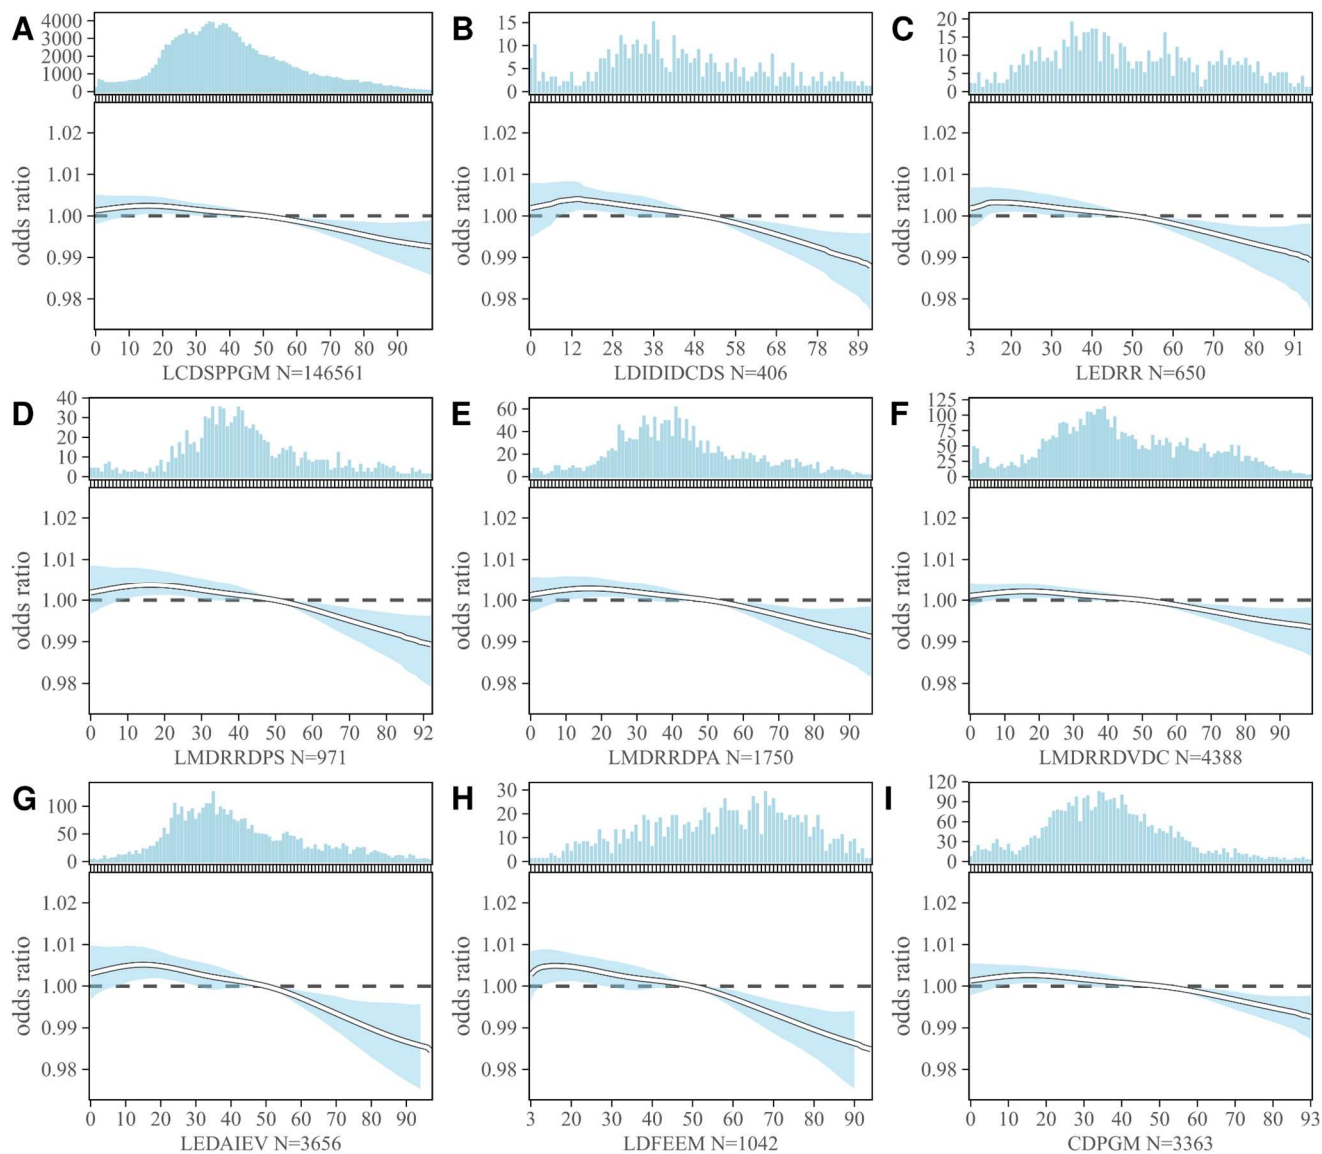 A
4000
3000
2000
1000
0
1.02
1.01
1.00
0.99
0.98
odds ratio
0 10 20 30 40 50 60 70 80 90
LCDSPPGM N=146561
B
15
10
5
0
1.02
1.01
1.00
0.99
0.98
odds ratio
0 12 28 38 48 58 68 78 89
LDIDIDCDS N=406
C
20
15
10
5
0
1.02
1.01
1.00
0.99
0.98
odds ratio
3 20 30 40 50 60 70 80 91
LEDRR N=650
D
40
30
20
10
0
1.02
1.01
1.00
0.99
0.98
odds ratio
0 10 20 30 40 50 60 70 80 92
LMDRRDPS N=971
E
60
40
20
0
1.02
1.01
1.00
0.99
0.98
odds ratio
0 10 20 30 40 50 60 70 80 90
LMDRRDPA N=1750
F
125
100
75
50
25
0
1.02
1.01
1.00
0.99
0.98
odds ratio
0 10 20 30 40 50 60 70 80 90
LMDRRDVDC N=4388
G
100
50
0
1.02
1.01
1.00
0.99
0.98
odds ratio
0 10 20 30 40 50 60 70 80 90
LEDAIEV N=3656
H
30
20
10
0
1.02
1.01
1.00
0.99
0.98
odds ratio
3 20 30 40 50 60 70 80 90
LDFEEM N=1042
I
120
90
60
30
0
1.02
1.01
1.00
0.99
0.98
odds ratio
0 10 20 30 40 50 60 70 80 93
CDPGM N=3363